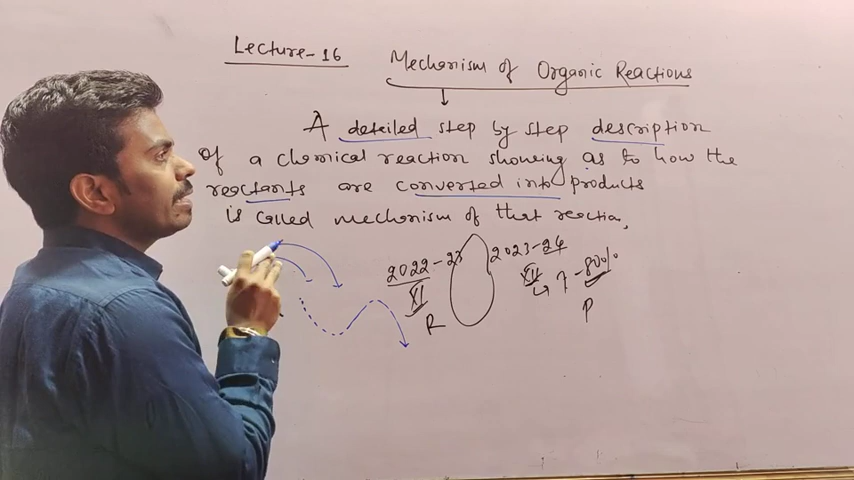 Lecture-16
Mechanism of Organic Reactions
A detailed step by step description
of a chemical reaction showing as to how the
reactants are converted into products
is called mechanism of that reaction,
2022-23 2023-24
XI XII 80%
R P